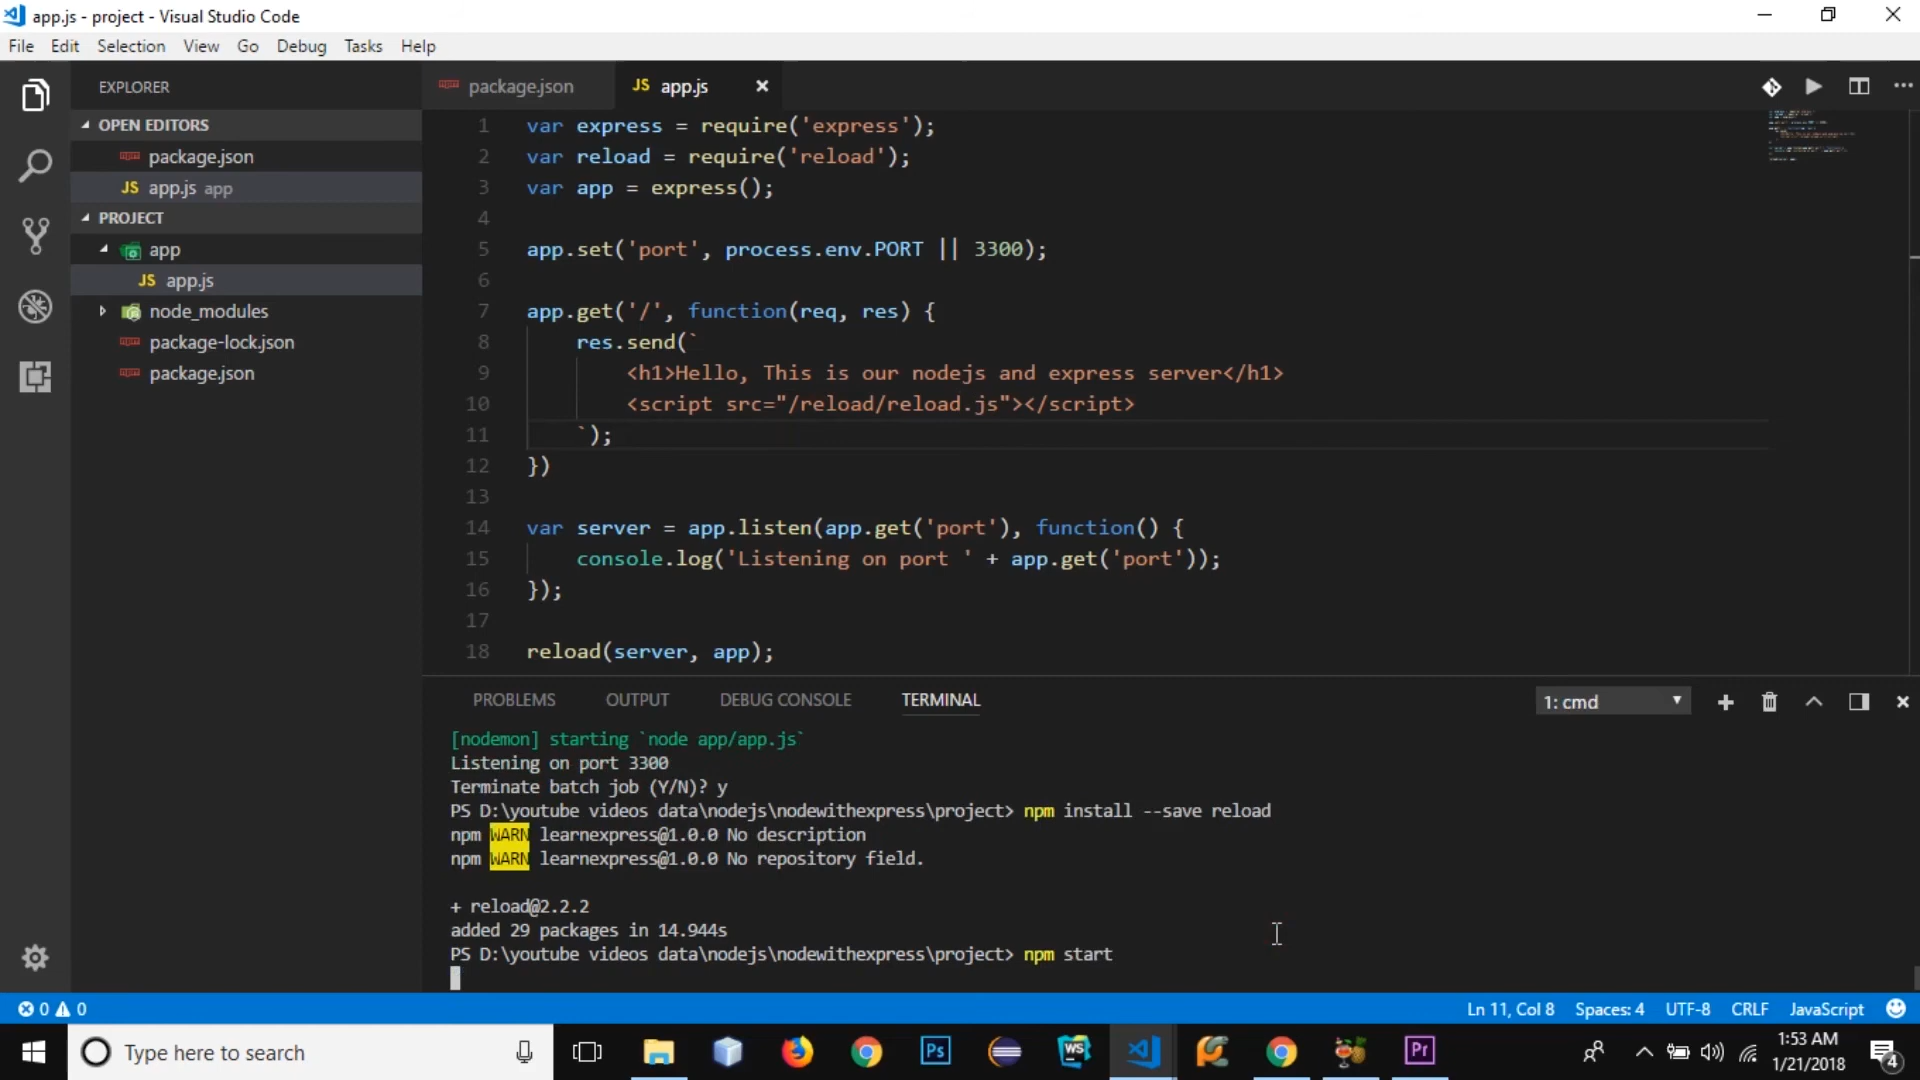 app.js - project - Visual Studio Code
File Edit Selection View Go Debug Tasks Help
EXPLORER
OPEN EDITORS
package.json
JS app.js app
PROJECT
app
JS app.js
node_modules
package-lock.json
package.json
package.json JS app.js
1 var express = require('express');
2 var reload = require('reload');
3 var app = express();
4
5 app.set('port', process.env.PORT || 3300);
6
7 app.get('/', function(req, res) {
8 res.send(`
9 <h1>Hello, This is our nodejs and express server</h1>
10 <script src="/reload/reload.js"></script>
11 `);
12 })
13
14 var server = app.listen(app.get('port'), function() {
15 console.log('Listening on port ' + app.get('port'));
16 });
17
18 reload(server, app);
PROBLEMS OUTPUT DEBUG CONSOLE TERMINAL 1: cmd
[nodemon] starting `node app/app.js`
Listening on port 3300
Terminate batch job (Y/N)? y
PS D:\youtube videos data\nodejs\nodewithexpress\project> npm install --save reload
npm WARN learnexpress@1.0.0 No description
npm WARN learnexpress@1.0.0 No repository field.
+ reload@2.2.2
added 29 packages in 14.944s
PS D:\youtube videos data\nodejs\nodewithexpress\project> npm start
0 0 Ln 11, Col 8 Spaces: 4 UTF-8 CRLF JavaScript
Type here to search
Ps
WS
Pr
1:53 AM
1/21/2018
4